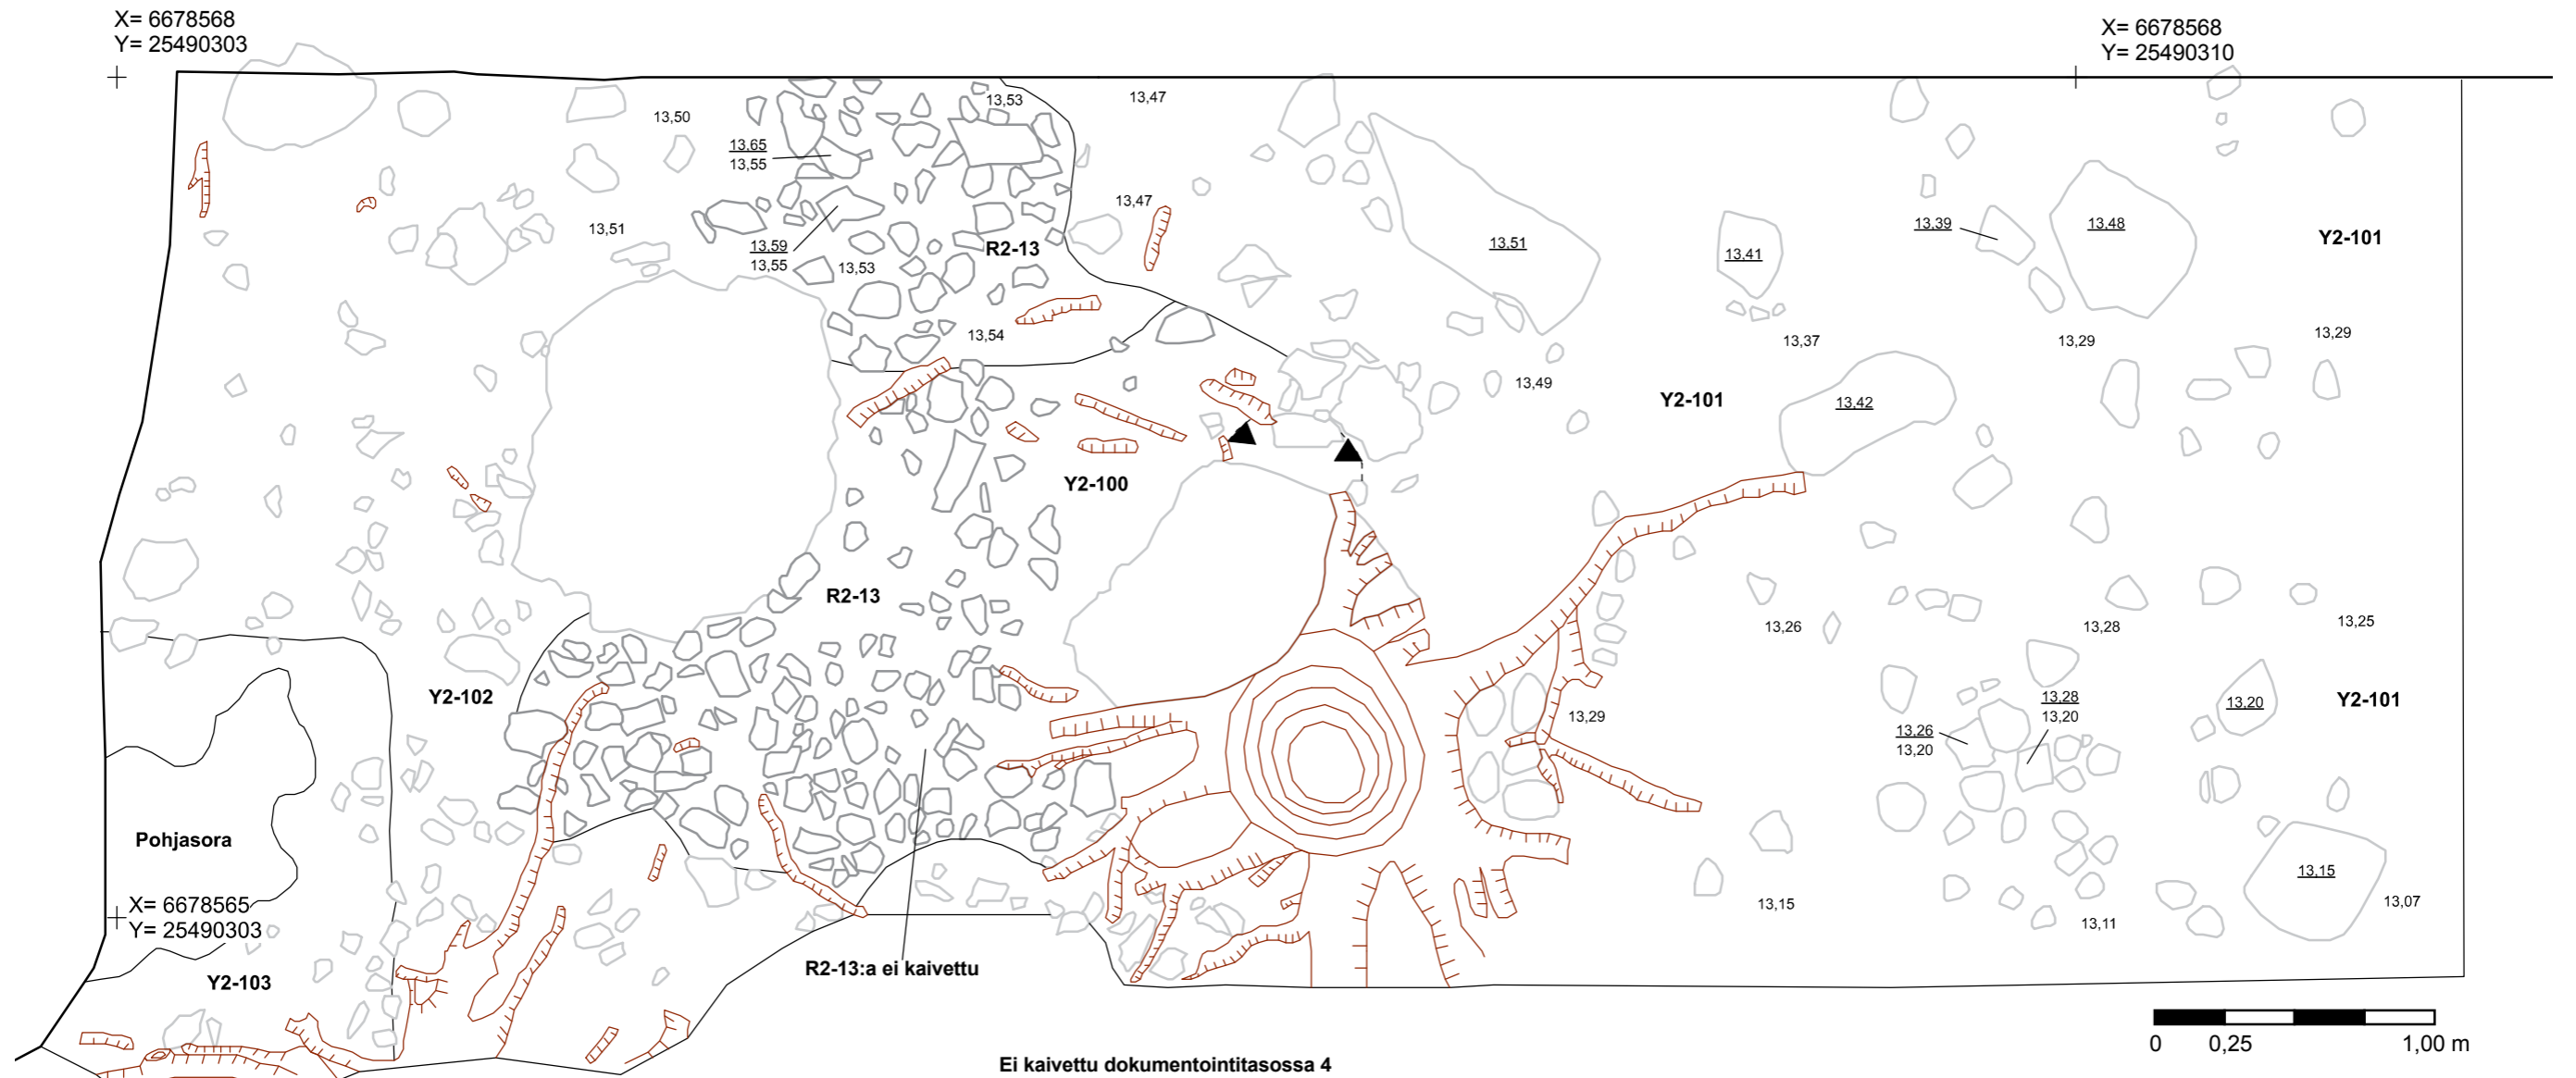 X= 6678568
Y= 25490303
X= 6678568
Y= 25490310
13,50
13,53
13,47
13,65
13,55
13,47
13,51
13,59
13,55
13,53
R2-13
13,51
13,41
13,39
13,48
Y2-101
13,54
13,37
13,29
13,29
13,49
Y2-101
13,42
Y2-100
R2-13
13,26
13,28
13,25
Y2-102
13,29
13,28
13,20
13,26
13,20
13,20
Y2-101
Pohjasora
13,15
X= 6678565
Y= 25490303
13,15
13,11
13,07
R2-13:a ei kaivettu
Y2-103
0 0,25 1,00 m
Ei kaivettu dokumentointitasossa 4